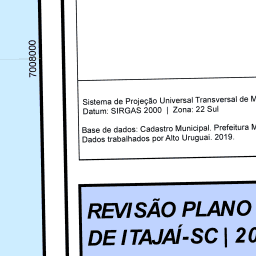 7008000
Sistema de Projeção Universal Transversal de M
Datum: SIRGAS 2000 | Zona: 22 Sul
Base de dados: Cadastro Municipal. Prefeitura M
Dados trabalhados por Alto Uruguai. 2019.
REVISÃO PLANO
DE ITAJAÍ-SC | 20